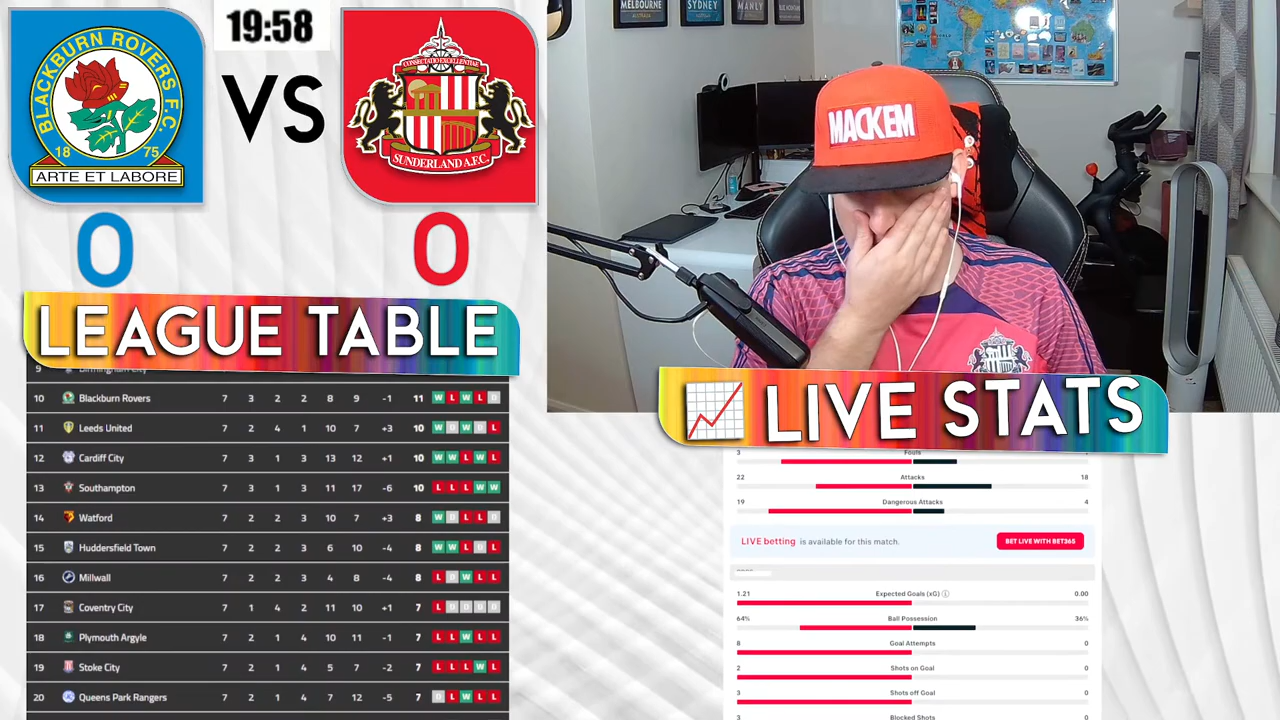 BLACKBURN ROVERS F.C.
18 75
ARTE ET LABORE
19:58
VS
CONSECTATIO EXCELLENTIAE
SUNDERLAND A.F.C.
0 0
LEAGUE TABLE
9 Birmingham City
10 Blackburn Rovers 7 3 2 2 8 9 -1 11 W L W L D
11 Leeds United 7 2 4 1 10 7 +3 10 W D W D L
12 Cardiff City 7 3 1 3 13 12 +1 10 W W L W L
13 Southampton 7 3 1 3 11 17 -6 10 L L L W W
14 Watford 7 2 2 3 10 7 +3 8 W D L L D
15 Huddersfield Town 7 2 2 3 6 10 -4 8 W W L D L
16 Millwall 7 2 2 3 4 8 -4 8 L D W L L
17 Coventry City 7 1 4 2 11 10 +1 7 L D D D D
18 Plymouth Argyle 7 2 1 4 10 11 -1 7 L L W L L
19 Stoke City 7 2 1 4 5 7 -2 7 L L L W L
20 Queens Park Rangers 7 2 1 4 7 12 -5 7 D L W L L
MELBOURNE
AUSTRALIA
SYDNEY
AUSTRALIA
MANLY
MACKEM
LIVE STATS
3 Fouls
22 Attacks 18
19 Dangerous Attacks 4
LIVE betting is available for this match.
BET LIVE WITH BET365
1.21 Expected Goals (xG) 0.00
64% Ball Possession 36%
8 Goal Attempts 0
2 Shots on Goal 0
3 Shots off Goal 0
3 Blocked Shots 0